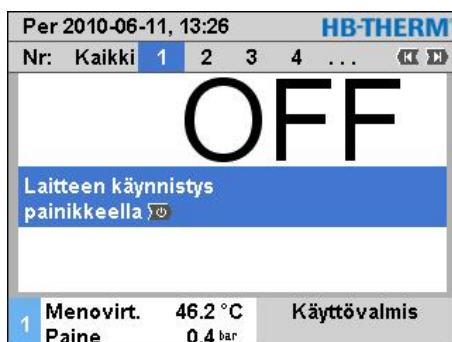 Per 2010-06-11, 13:26 HB-THERM
Nr: Kaikki 1 2 3 4 ...
OFF
Laitteen käynnistys
painikkeella
1 Menovirt. 46.2 °C Käyttövalmis
Paine 0.4 bar